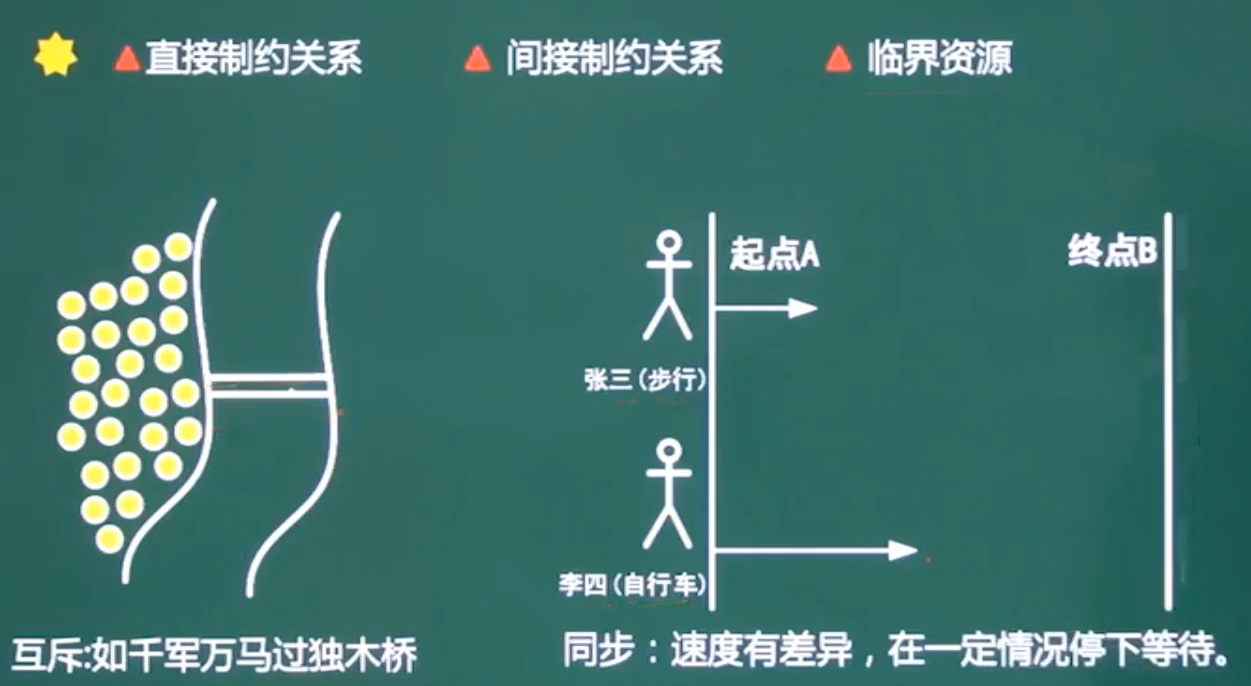 直接制约关系 间接制约关系 临界资源
起点A 终点B
张三(步行)
李四(自行车)
互斥:如千军万马过独木桥
同步：速度有差异，在一定情况停下等待。